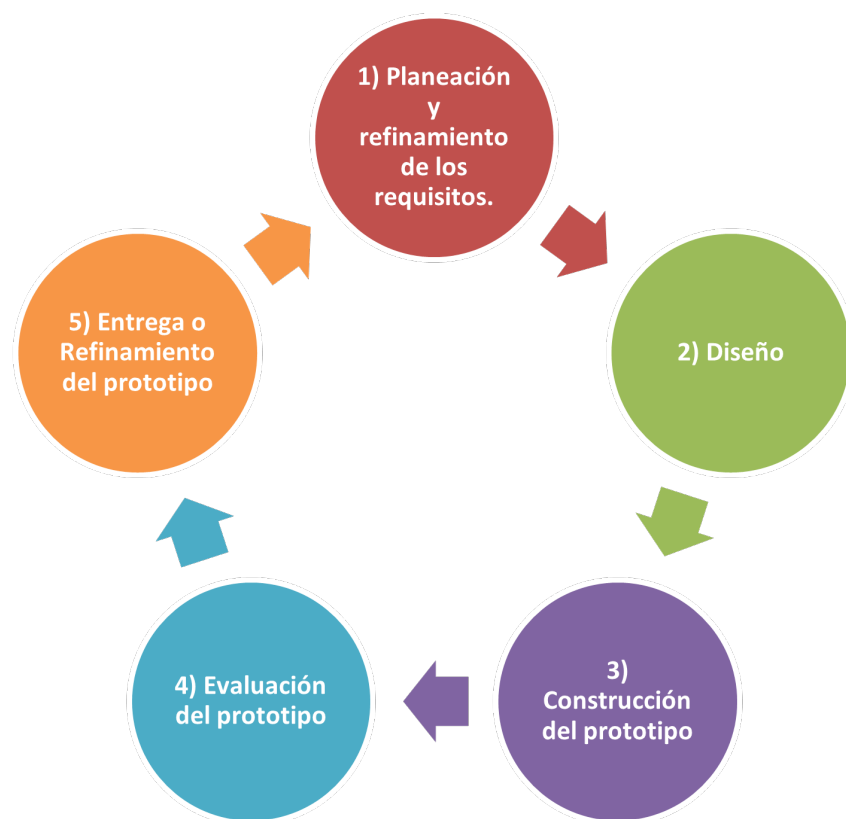 1) Planeación
y
refinamiento
de los
requisitos.
2) Diseño
3)
Construcción
del prototipo
4) Evaluación
del prototipo
5) Entrega o
Refinamiento
del prototipo